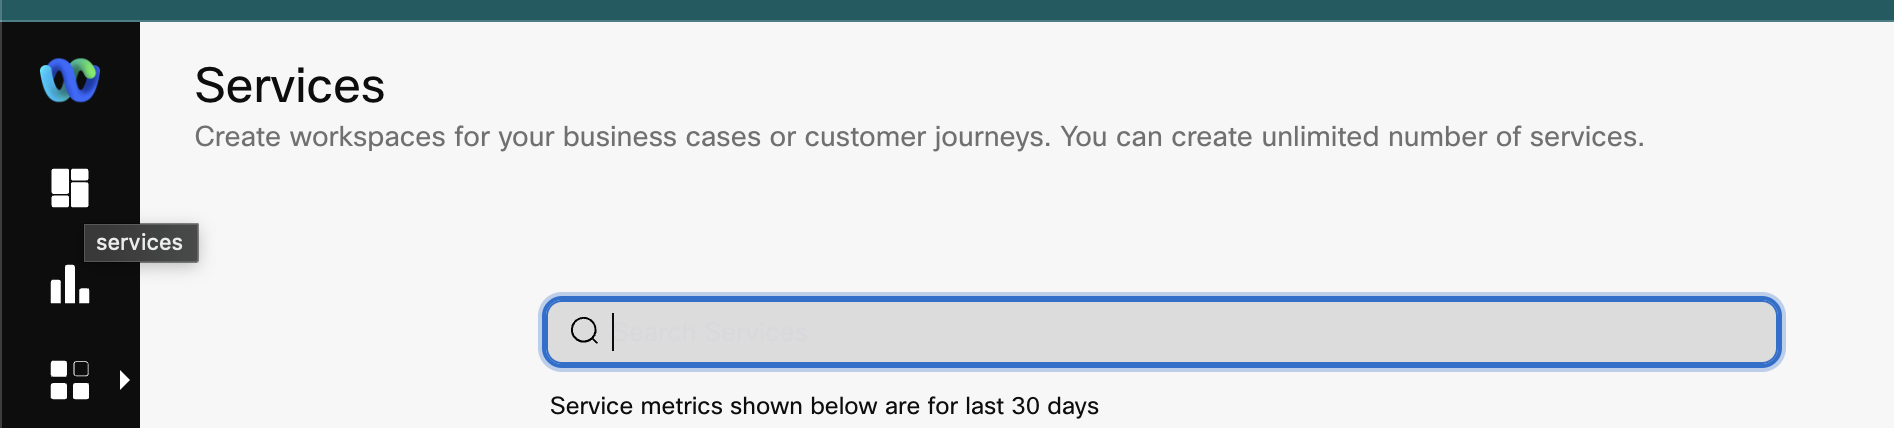 Services
Create workspaces for your business cases or customer journeys. You can create unlimited number of services.
services
Search Services
Service metrics shown below are for last 30 days